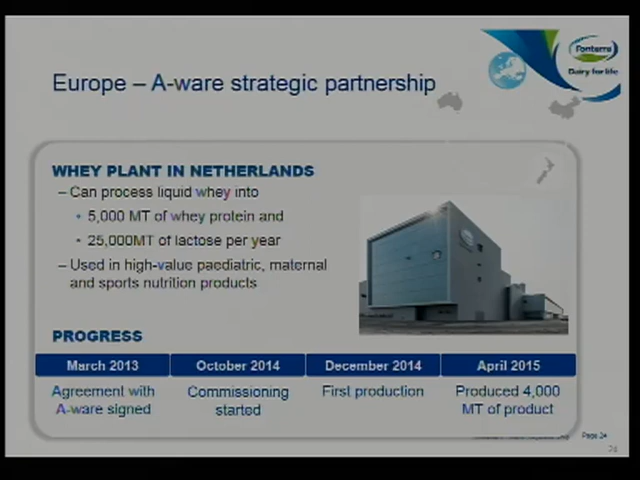 Fonterra
Dairy for life
Europe – A-ware strategic partnership
WHEY PLANT IN NETHERLANDS
– Can process liquid whey into
• 5,000 MT of whey protein and
• 25,000MT of lactose per year
– Used in high-value paediatric, maternal
and sports nutrition products
PROGRESS
March 2013
October 2014
December 2014
April 2015
Agreement with
A-ware signed
Commissioning
started
First production
Produced 4,000
MT of product
Page 24